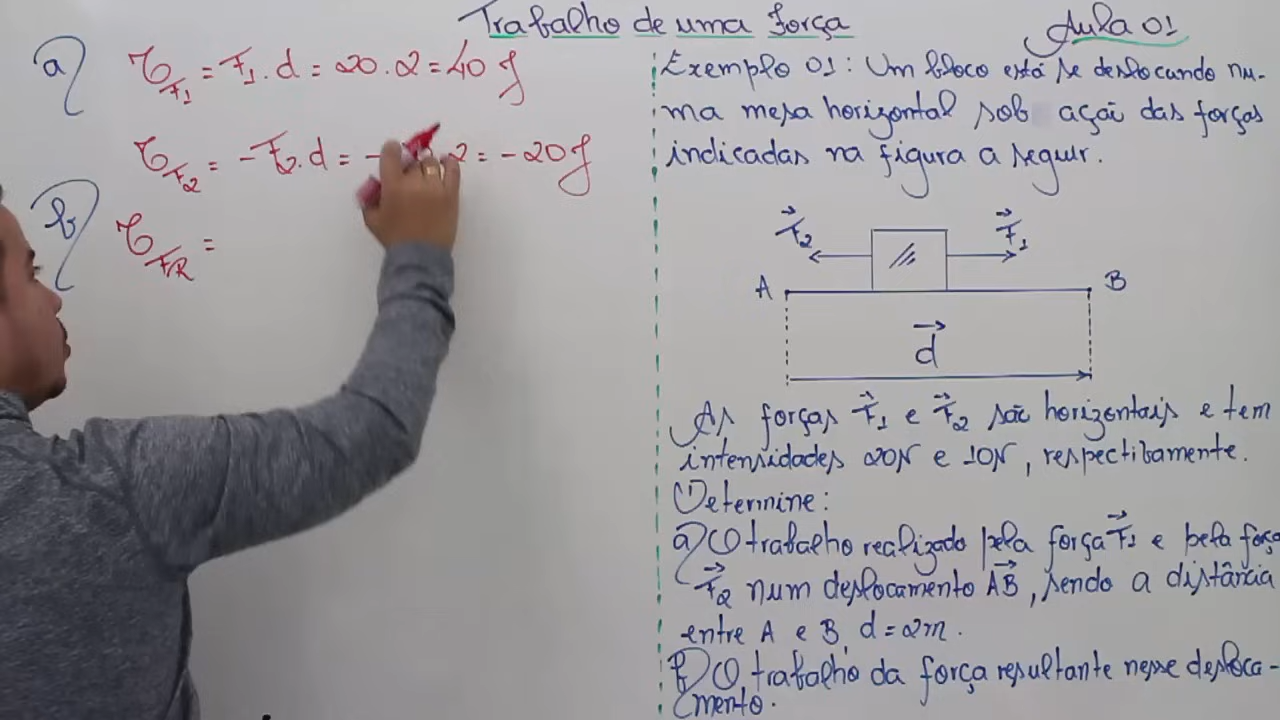 Trabalho de uma força
Aula 01
a) τF1 = F1 . d = 20 . 2 = 40 J
τF2 = -F2 . d = - . 2 = -20 J
b) τFR =
Exemplo 01: Um bloco está se deslocando nu-
ma mesa horizontal sob ação das forças
indicadas na figura a seguir.
F2 F1
A B
d
As forças F1 e F2 são horizontais e tem
intensidades 20N e 10N, respectivamente.
Determine:
a) O trabalho realizado pela força F1 e pela força
F2 num deslocamento AB, sendo a distância
entre A e B, d = 2m.
b) O trabalho da força resultante nesse desloca-
mento.